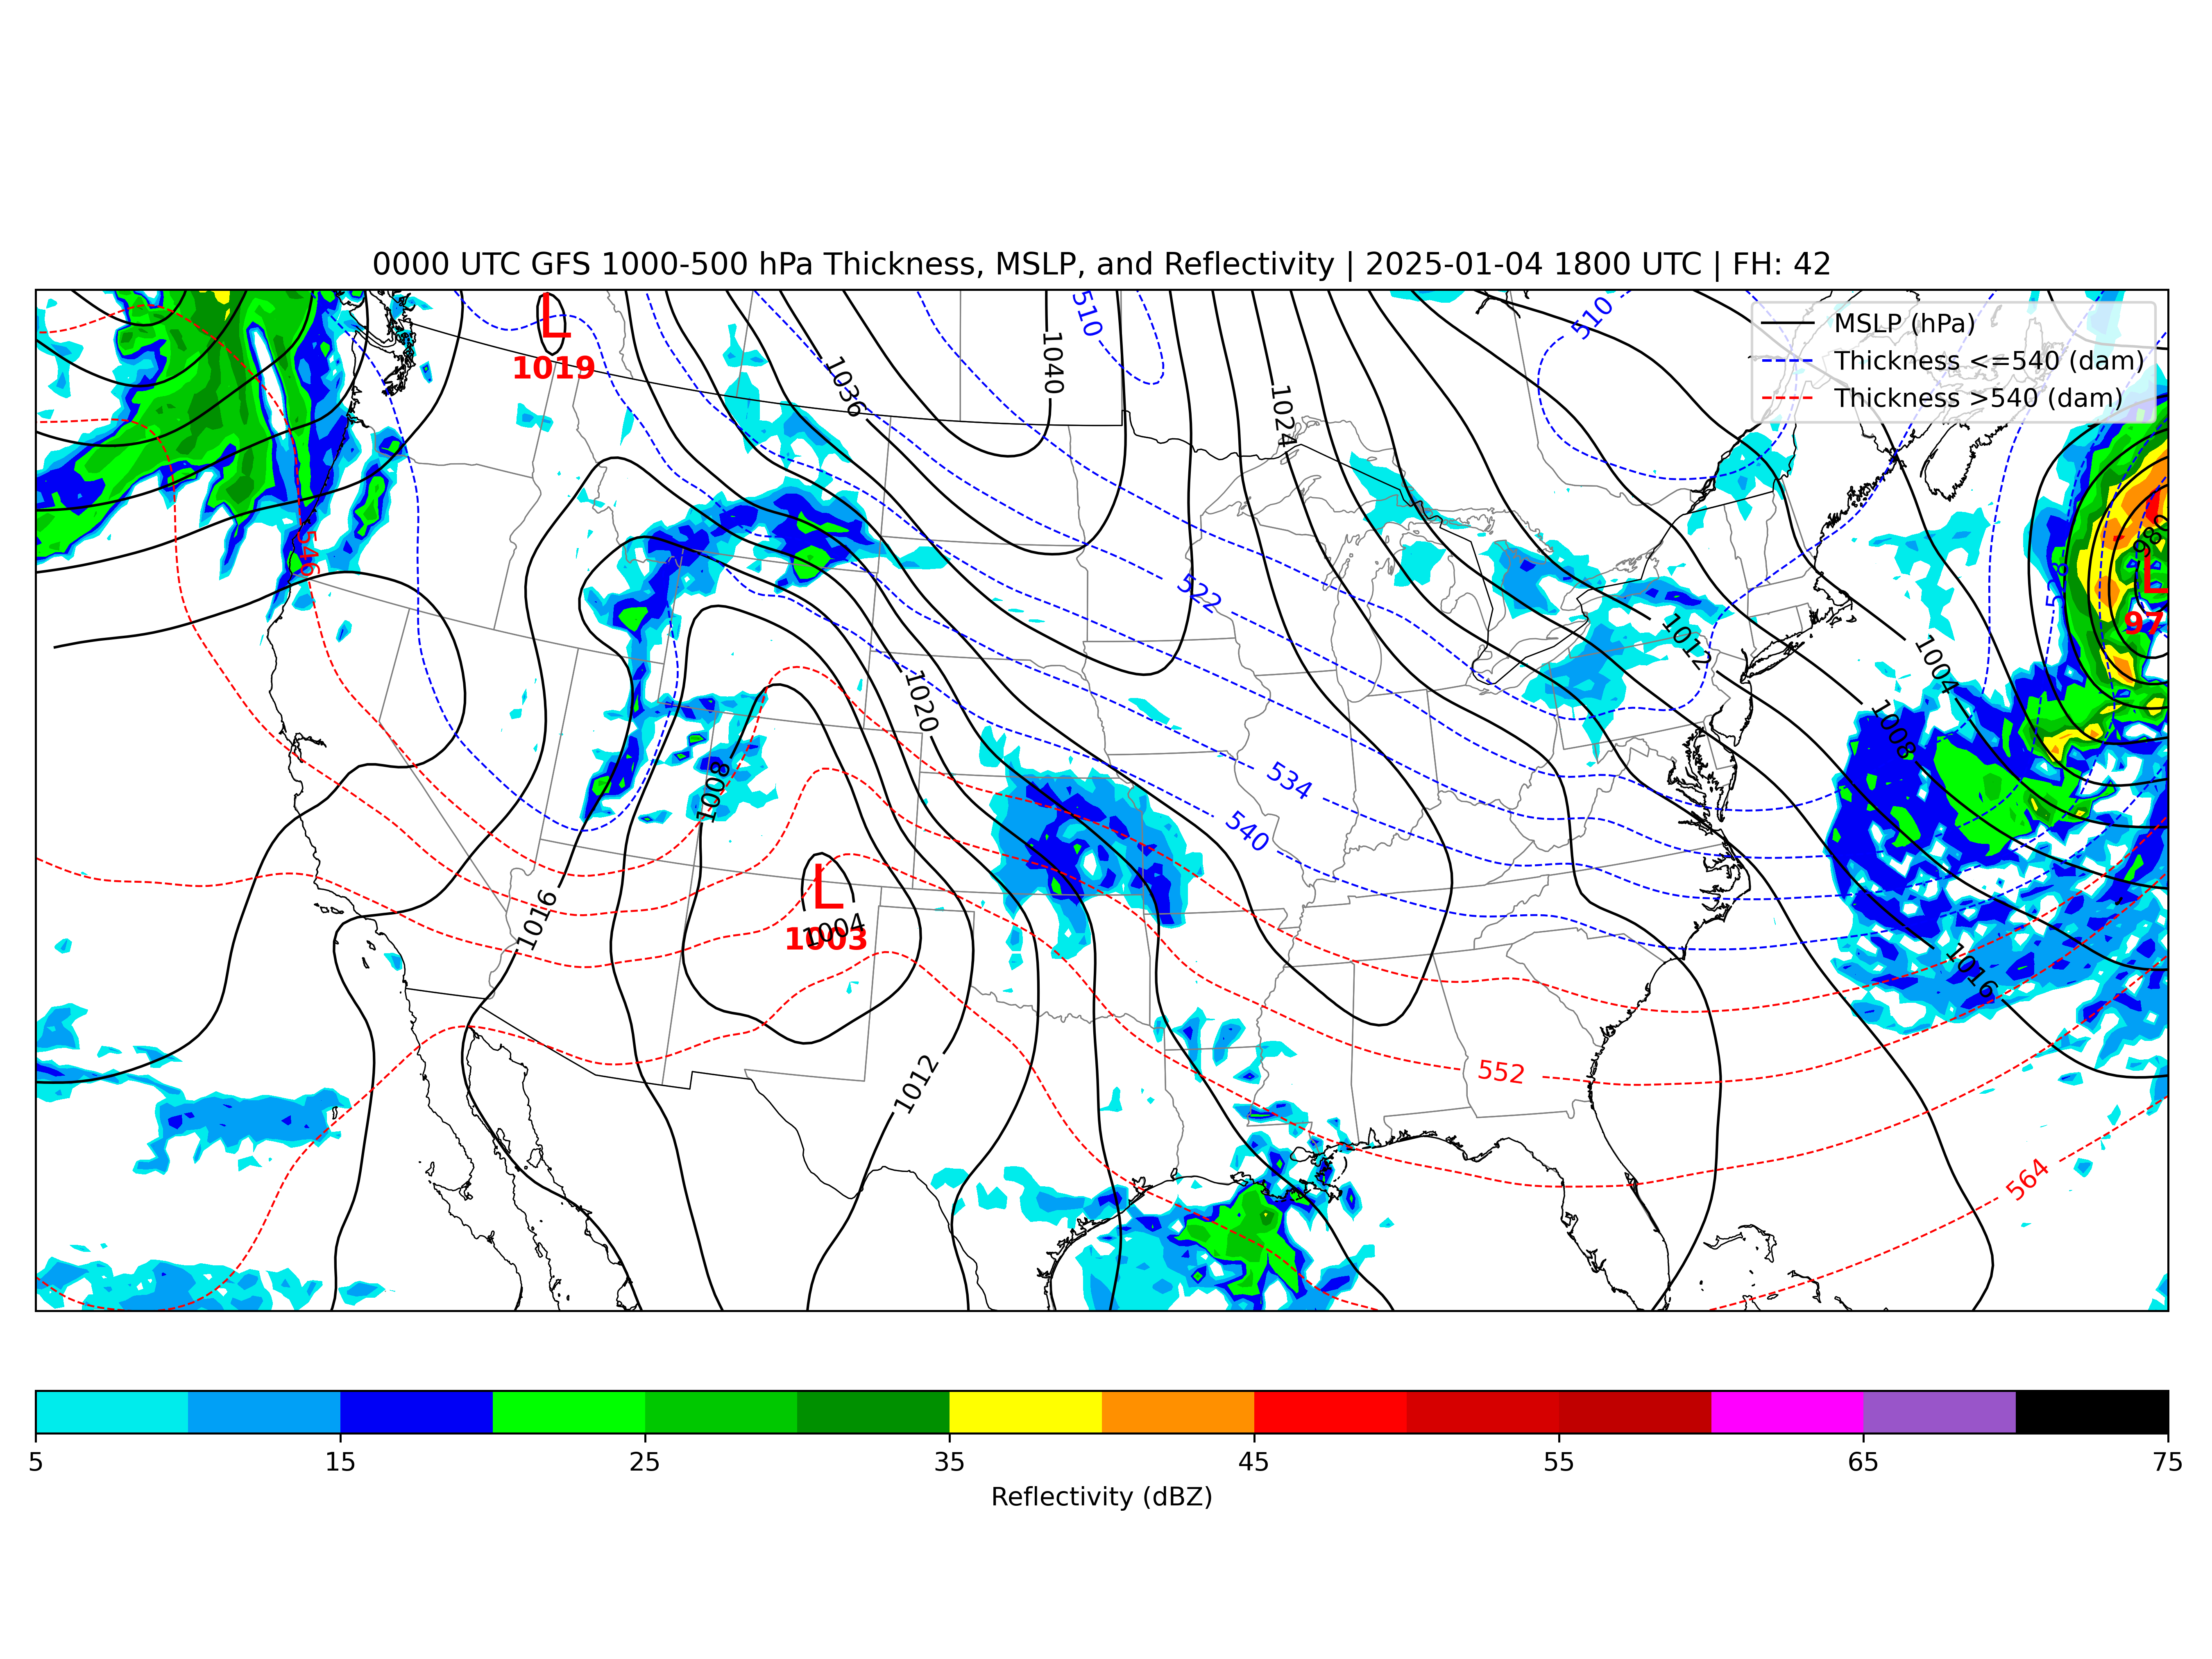 0000 UTC GFS 1000-500 hPa Thickness, MSLP, and Reflectivity | 2025-01-04 1800 UTC | FH: 42
MSLP (hPa)
Thickness <=540 (dam)
Thickness >540 (dam)
L
1019
1036
1040
510
1024
510
546
522
1012
528
980
L
97
1004
1008
1020
1008
534
540
L
1004
1003
1016
1016
1012
552
564
5 15 25 35 45 55 65 75
Reflectivity (dBZ)